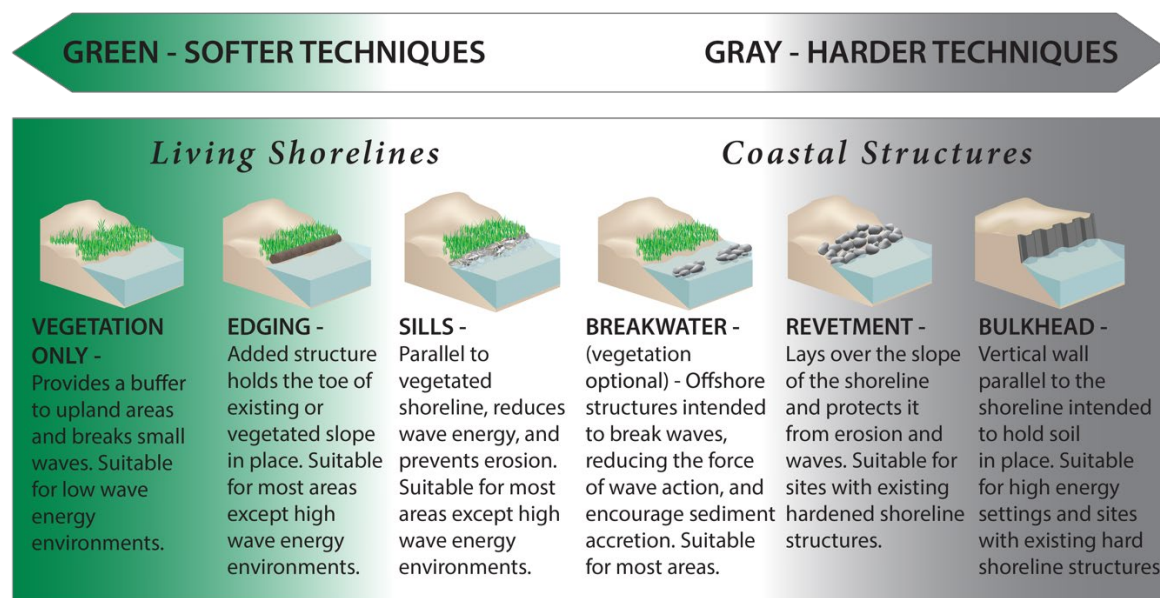 GREEN - SOFTER TECHNIQUES
GRAY - HARDER TECHNIQUES
Living Shorelines
Coastal Structures
VEGETATION
ONLY -
Provides a buffer
to upland areas
and breaks small
waves. Suitable
for low wave
energy
environments.
EDGING -
Added structure
holds the toe of
existing or
vegetated slope
in place. Suitable
for most areas
except high
wave energy
environments.
SILLS -
Parallel to
vegetated
shoreline, reduces
wave energy, and
prevents erosion.
Suitable for most
areas except high
wave energy
environments.
BREAKWATER -
(vegetation
optional) - Offshore
structures intended
to break waves,
reducing the force
of wave action, and
encourage sediment
accretion. Suitable
for most areas.
REVETMENT -
Lays over the slope
of the shoreline
and protects it
from erosion and
waves. Suitable for
sites with existing
hardened shoreline
structures.
BULKHEAD -
Vertical wall
parallel to the
shoreline intended
to hold soil
in place. Suitable
for high energy
settings and sites
with existing hard
shoreline structures